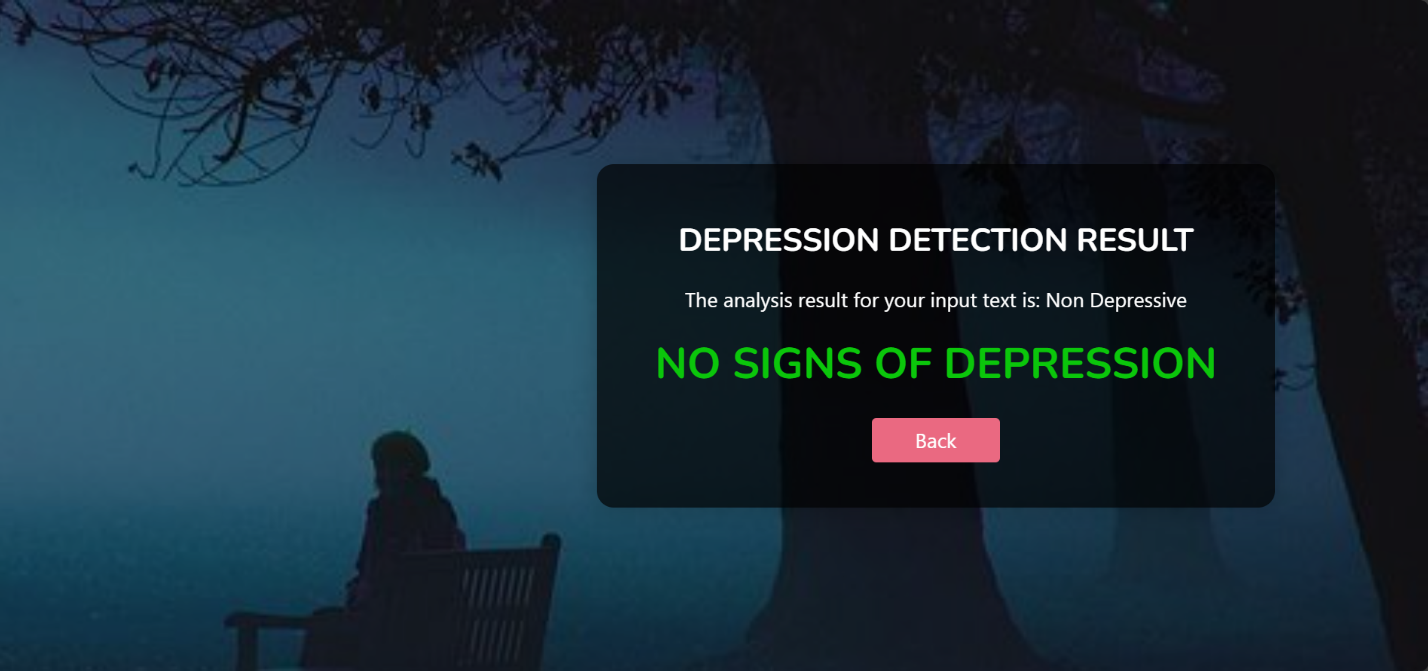 DEPRESSION DETECTION RESULT
The analysis result for your input text is: Non Depressive
NO SIGNS OF DEPRESSION
Back